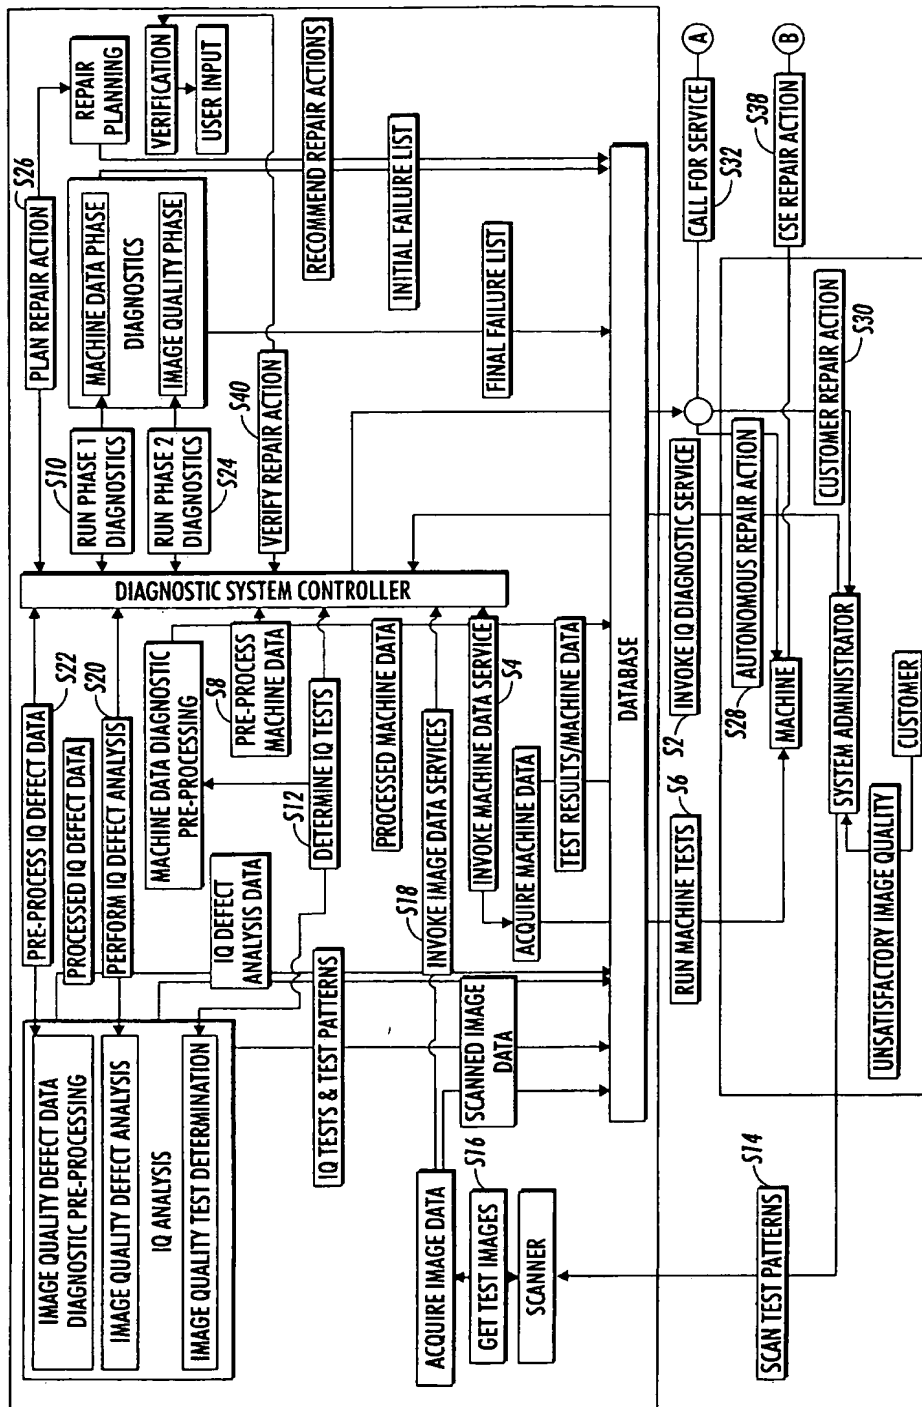 IMAGE QUALITY DEFECT DATA
DIAGNOSTIC PRE-PROCESSING
IMAGE QUALITY DEFECT ANALYSIS
IQ ANALYSIS
IMAGE QUALITY TEST DETERMINATION
PRE-PROCESS IQ DEFECT DATA
S22
PROCESSED IQ DEFECT DATA
S20
PERFORM IQ DEFECT ANALYSIS
IQ DEFECT
ANALYSIS DATA
MACHINE DATA DIAGNOSTIC
PRE-PROCESSING
S8
PRE-PROCESS
MACHINE DATA
S12
DETERMINE IQ TESTS
IQ TESTS & TEST PATTERNS
PROCESSED MACHINE DATA
S18
INVOKE IMAGE DATA SERVICES
INVOKE MACHINE DATA SERVICE
S4
ACQUIRE MACHINE DATA
TEST RESULTS/MACHINE DATA
SCANNED IMAGE
DATA
ACQUIRE IMAGE DATA
S16
GET TEST IMAGES
SCANNER
DIAGNOSTIC SYSTEM CONTROLLER
S26
PLAN REPAIR ACTION
REPAIR
PLANNING
VERIFICATION
USER INPUT
S10
RUN PHASE 1
DIAGNOSTICS
RUN PHASE 2
DIAGNOSTICS
S24
MACHINE DATA PHASE
DIAGNOSTICS
IMAGE QUALITY PHASE
S40
VERIFY REPAIR ACTION
RECOMMEND REPAIR ACTIONS
INITIAL FAILURE LIST
FINAL FAILURE LIST
DATABASE
S14
SCAN TEST PATTERNS
RUN MACHINE TESTS
S6
S2
INVOKE IQ DIAGNOSTIC SERVICE
S28
AUTONOMOUS REPAIR ACTION
MACHINE
CALL FOR SERVICE
S32
A
S38
CSE REPAIR ACTION
B
CUSTOMER REPAIR ACTION
S30
SYSTEM ADMINISTRATOR
UNSATISFACTORY IMAGE QUALITY
CUSTOMER